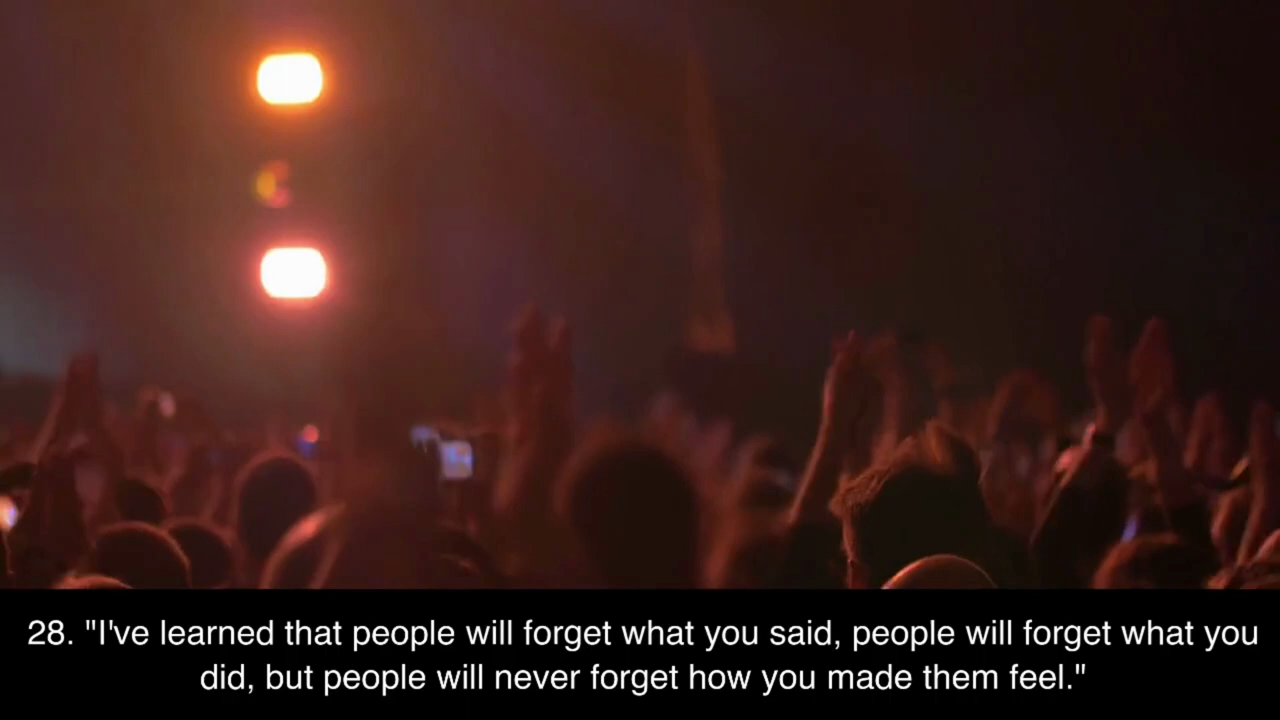 28. "I've learned that people will forget what you said, people will forget what you
did, but people will never forget how you made them feel."